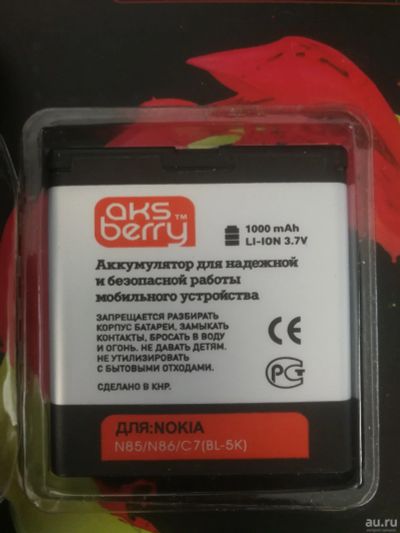 aks
berry™
1000 mAh
LI-ION 3.7V
Аккумулятор для надежной
и безопасной работы
мобильного устройства
ЗАПРЕЩАЕТСЯ РАЗБИРАТЬ
КОРПУС БАТАРЕИ, ЗАМЫКАТЬ
КОНТАКТЫ, БРОСАТЬ В ВОДУ
И ОГОНЬ. НЕ ДАВАТЬ ДЕТЯМ.
НЕ УТИЛИЗИРОВАТЬ
С БЫТОВЫМИ ОТХОДАМИ.
СДЕЛАНО В КНР.
CE
РСТ
ДЛЯ:NOKIA
N85/N86/C7(BL-5K)
au.ru